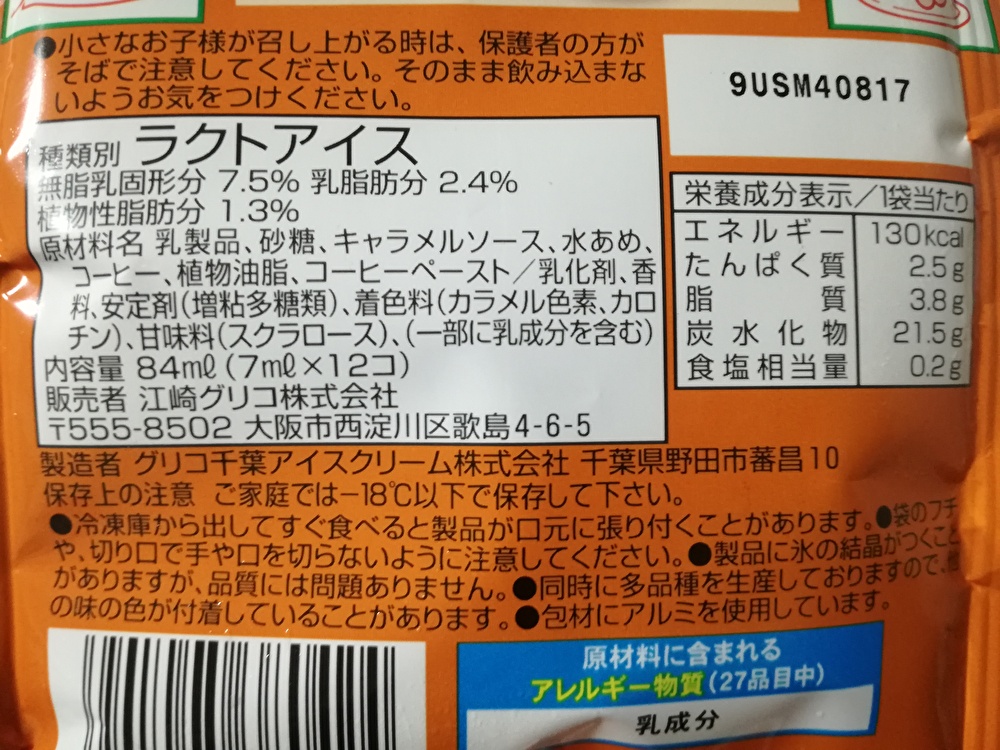 ●小さなお子様が召し上がる時は、保護者の方が
そばで注意してください。そのまま飲み込まな
いようお気をつけください。
9USM40817
種類別 ラクトアイス
無脂乳固形分 7.5% 乳脂肪分 2.4%
植物性脂肪分 1.3%
原材料名 乳製品、砂糖、キャラメルソース、水あめ、
コーヒー、植物油脂、コーヒーペースト／乳化剤、香
料、安定剤(増粘多糖類)、着色料(カラメル色素、カロ
チン)、甘味料(スクラロース)、(一部に乳成分を含む)
内容量 84mℓ(7mℓ×12コ)
販売者 江崎グリコ株式会社
〒555-8502 大阪市西淀川区歌島4-6-5
栄養成分表示／1袋当たり
エネルギー 130kcal
たんぱく質 2.5g
脂質 3.8g
炭水化物 21.5g
食塩相当量 0.2g
製造者 グリコ千葉アイスクリーム株式会社 千葉県野田市蕃昌10
保存上の注意 ご家庭では−18℃以下で保存して下さい。
●冷凍庫から出してすぐ食べると製品が口元に張り付くことがあります。●袋のフチ
や、切り口で手や口を切らないように注意してください。●製品に氷の結晶がつくこと
がありますが、品質には問題ありません。●同時に多品種を生産しておりますので、
の味の色が付着していることがあります。●包材にアルミを使用しています。
原材料に含まれる
アレルギー物質(27品目中)
乳成分